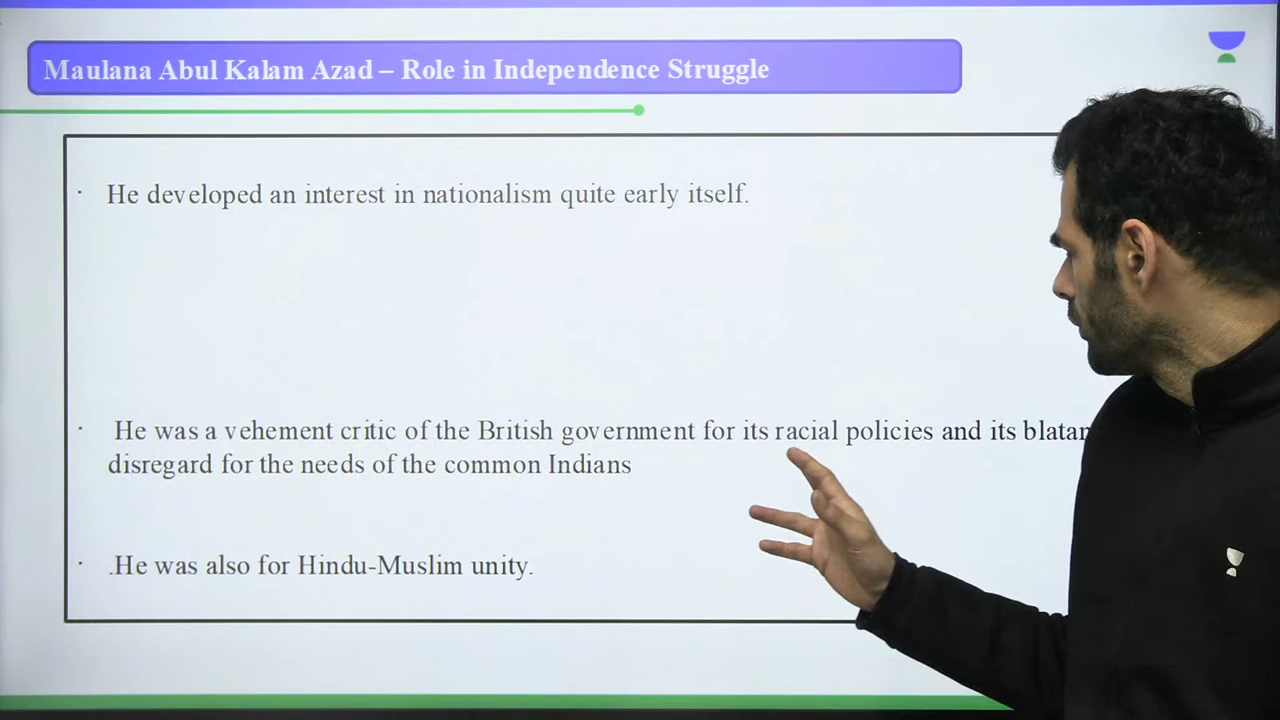 Maulana Abul Kalam Azad – Role in Independence Struggle
· He developed an interest in nationalism quite early itself.
· He was a vehement critic of the British government for its racial policies and its blatan
disregard for the needs of the common Indians
· .He was also for Hindu-Muslim unity.